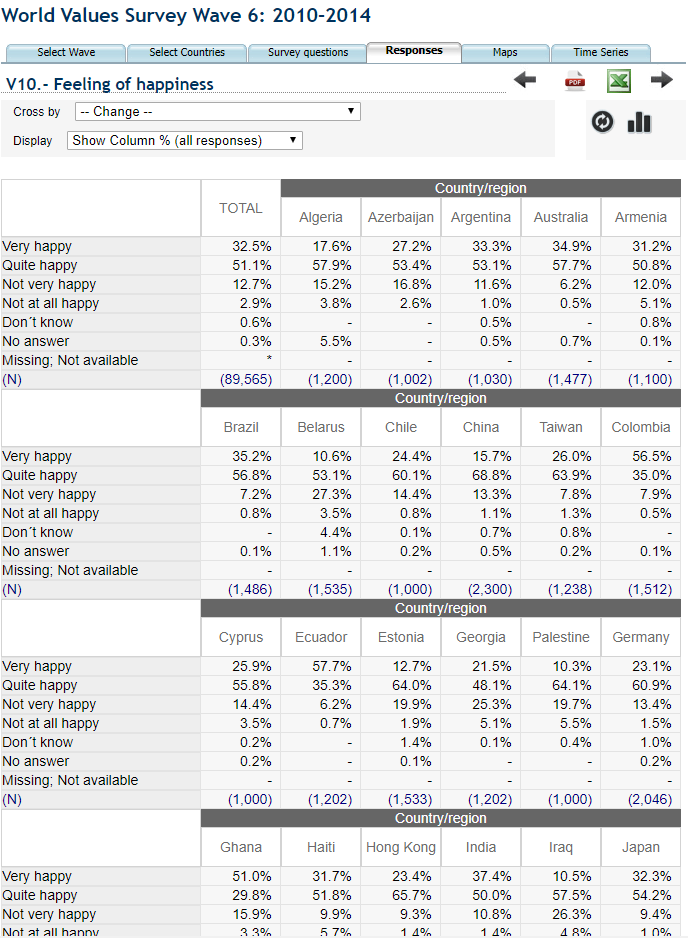 World Values Survey Wave 6: 2010-2014
Select Wave Select Countries Survey questions Responses Maps Time Series
V10.- Feeling of happiness
PDF
Cross by -- Change --
Display Show Column % (all responses)
Country/region
TOTAL Algeria Azerbaijan Argentina Australia Armenia
Very happy 32.5% 17.6% 27.2% 33.3% 34.9% 31.2%
Quite happy 51.1% 57.9% 53.4% 53.1% 57.7% 50.8%
Not very happy 12.7% 15.2% 16.8% 11.6% 6.2% 12.0%
Not at all happy 2.9% 3.8% 2.6% 1.0% 0.5% 5.1%
Don´t know 0.6% - - 0.5% - 0.8%
No answer 0.3% 5.5% - 0.5% 0.7% 0.1%
Missing; Not available * - - - - -
(N) (89,565) (1,200) (1,002) (1,030) (1,477) (1,100)
Country/region
Brazil Belarus Chile China Taiwan Colombia
Very happy 35.2% 10.6% 24.4% 15.7% 26.0% 56.5%
Quite happy 56.8% 53.1% 60.1% 68.8% 63.9% 35.0%
Not very happy 7.2% 27.3% 14.4% 13.3% 7.8% 7.9%
Not at all happy 0.8% 3.5% 0.8% 1.1% 1.3% 0.5%
Don´t know - 4.4% 0.1% 0.7% 0.8% -
No answer 0.1% 1.1% 0.2% 0.5% 0.2% 0.1%
Missing; Not available - - - - - -
(N) (1,486) (1,535) (1,000) (2,300) (1,238) (1,512)
Country/region
Cyprus Ecuador Estonia Georgia Palestine Germany
Very happy 25.9% 57.7% 12.7% 21.5% 10.3% 23.1%
Quite happy 55.8% 35.3% 64.0% 48.1% 64.1% 60.9%
Not very happy 14.4% 6.2% 19.9% 25.3% 19.7% 13.4%
Not at all happy 3.5% 0.7% 1.9% 5.1% 5.5% 1.5%
Don´t know 0.2% - 1.4% 0.1% 0.4% 1.0%
No answer 0.2% - 0.1% - - 0.2%
Missing; Not available - - - - - -
(N) (1,000) (1,202) (1,533) (1,202) (1,000) (2,046)
Country/region
Ghana Haiti Hong Kong India Iraq Japan
Very happy 51.0% 31.7% 23.4% 37.4% 10.5% 32.3%
Quite happy 29.8% 51.8% 65.7% 50.0% 57.5% 54.2%
Not very happy 15.9% 9.9% 9.3% 10.8% 26.3% 9.4%
Not at all happy 3.3% 5.7% 1.4% 1.4% 4.8% 1.0%